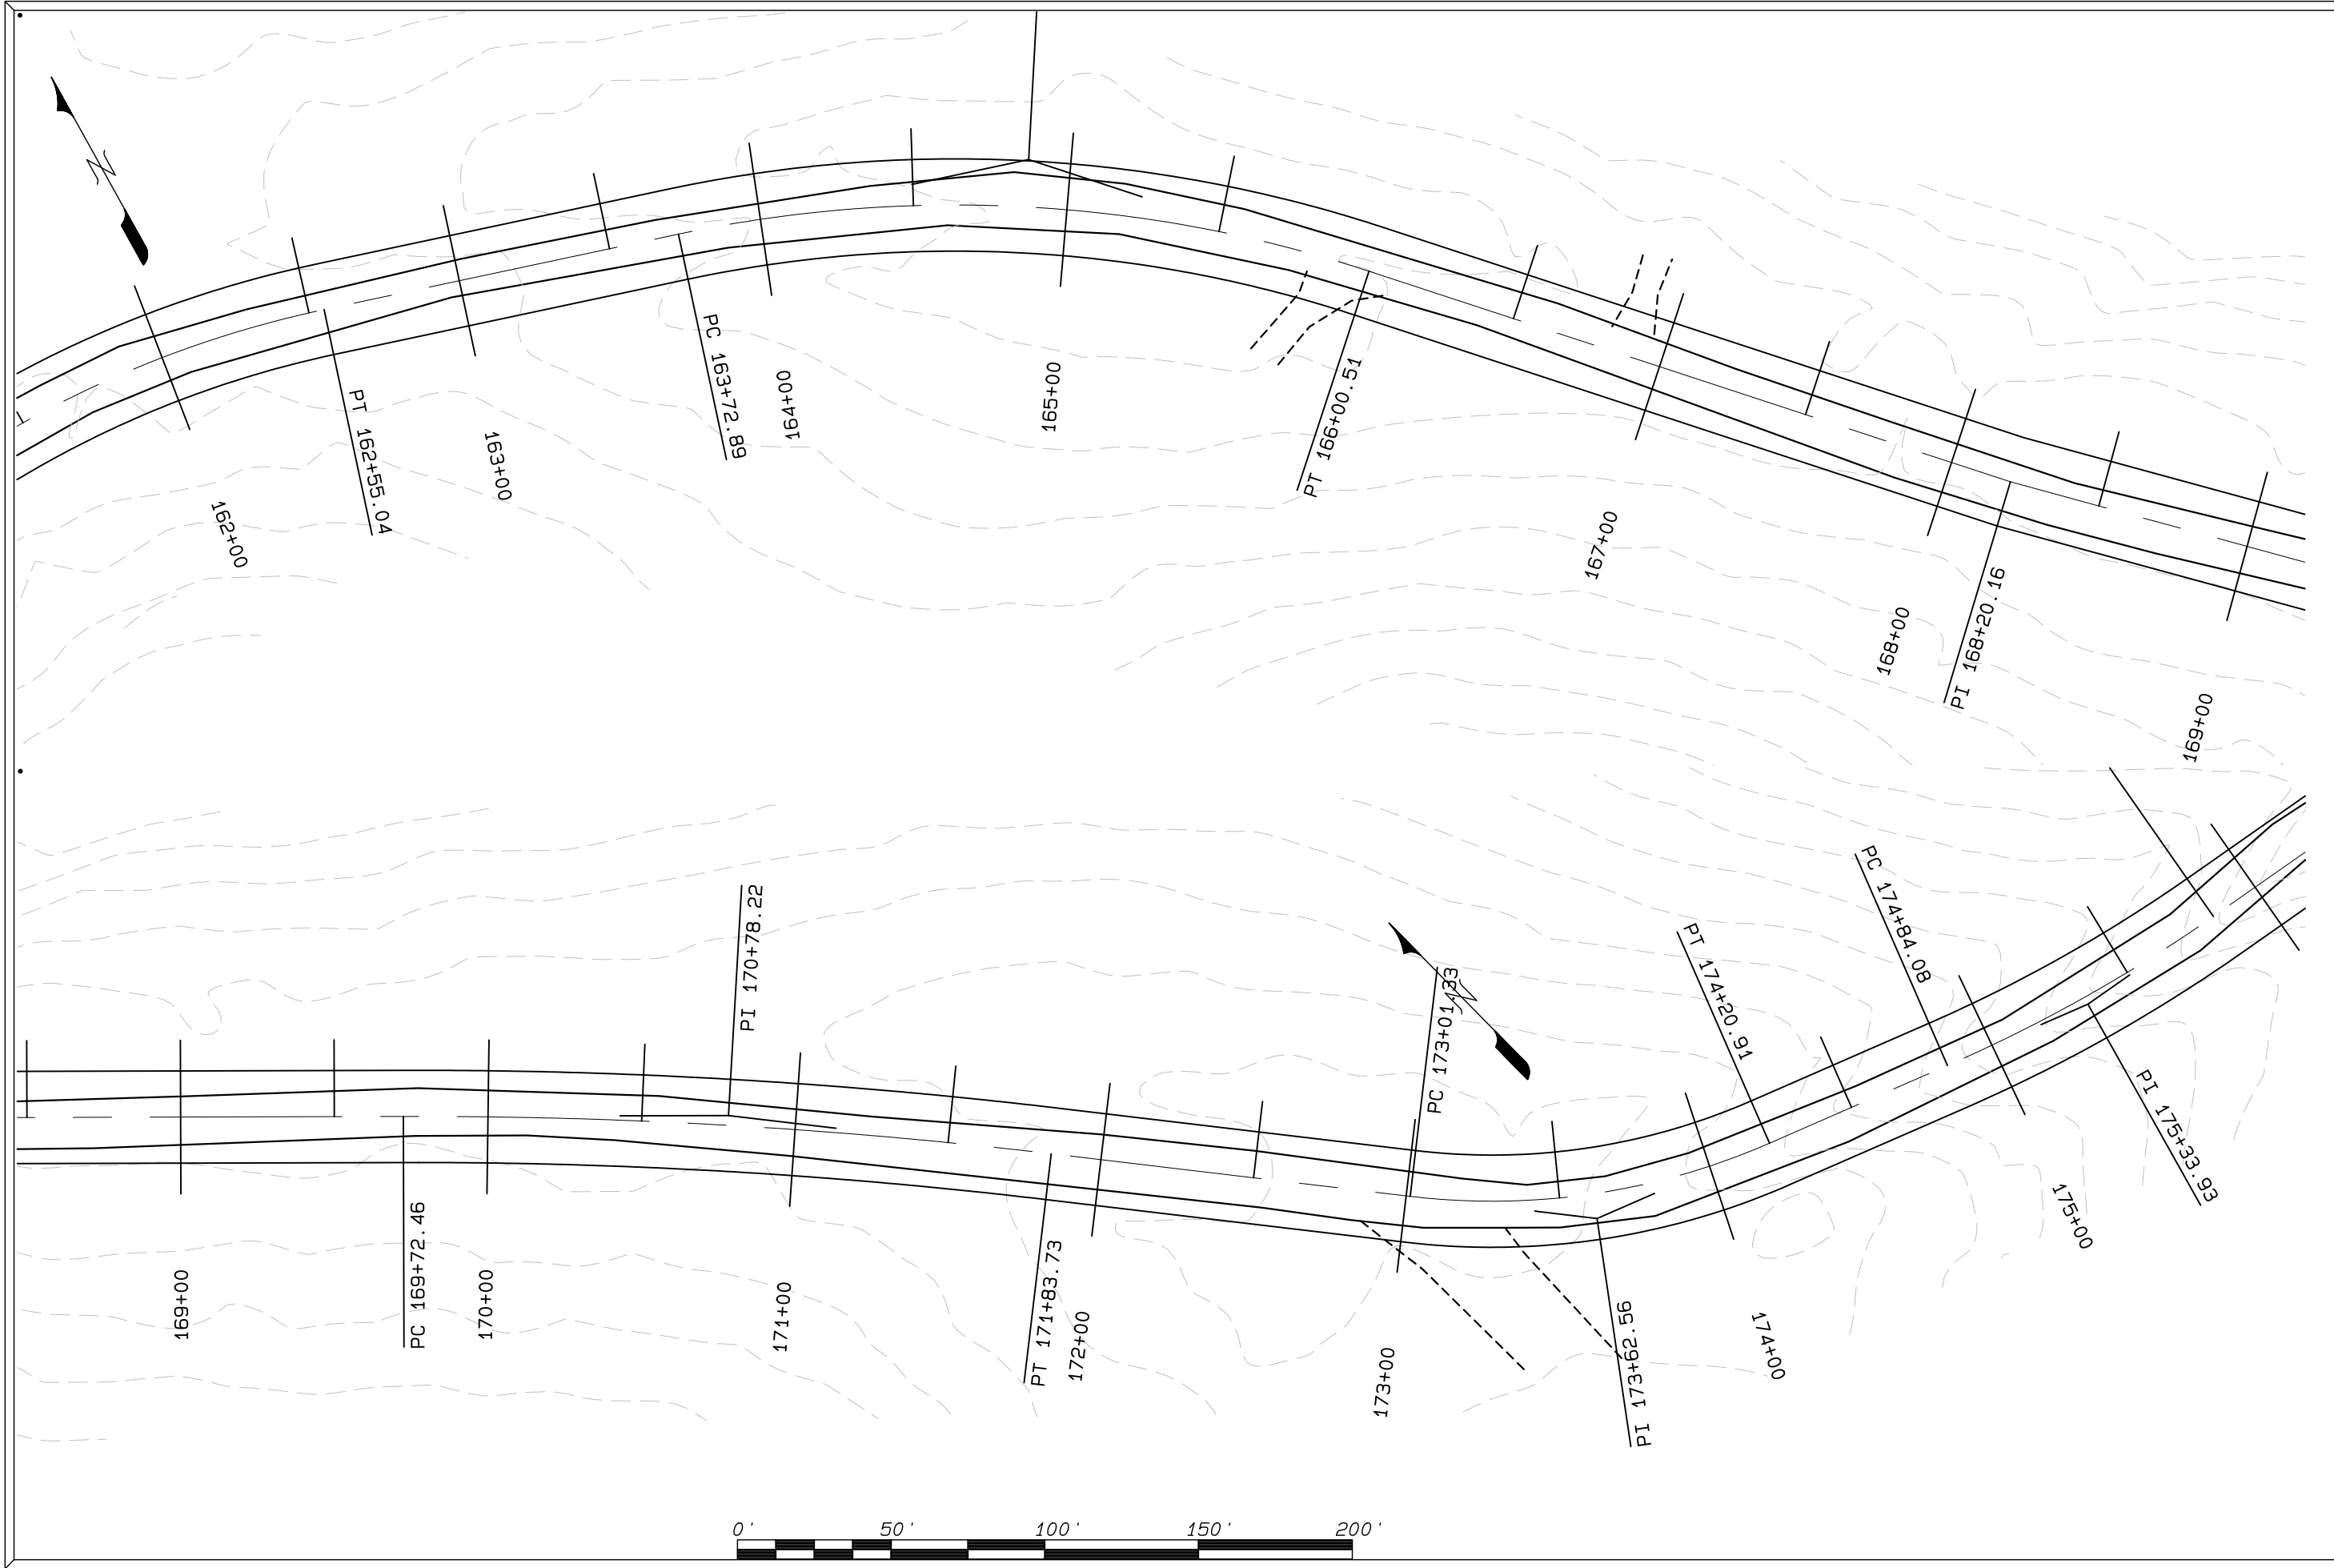 N
162+00
PT 162+55.04
163+00
PC 163+72.89
164+00
165+00
PT 166+00.51
167+00
168+00
PI 168+20.16
169+00
169+00
PC 169+72.46
170+00
PI 170+78.22
171+00
PT 171+83.73
172+00
PC 173+01.33
N
173+00
PI 173+62.56
PT 174+20.91
174+00
PC 174+84.08
175+00
PI 175+33.93
0' 50' 100' 150' 200'